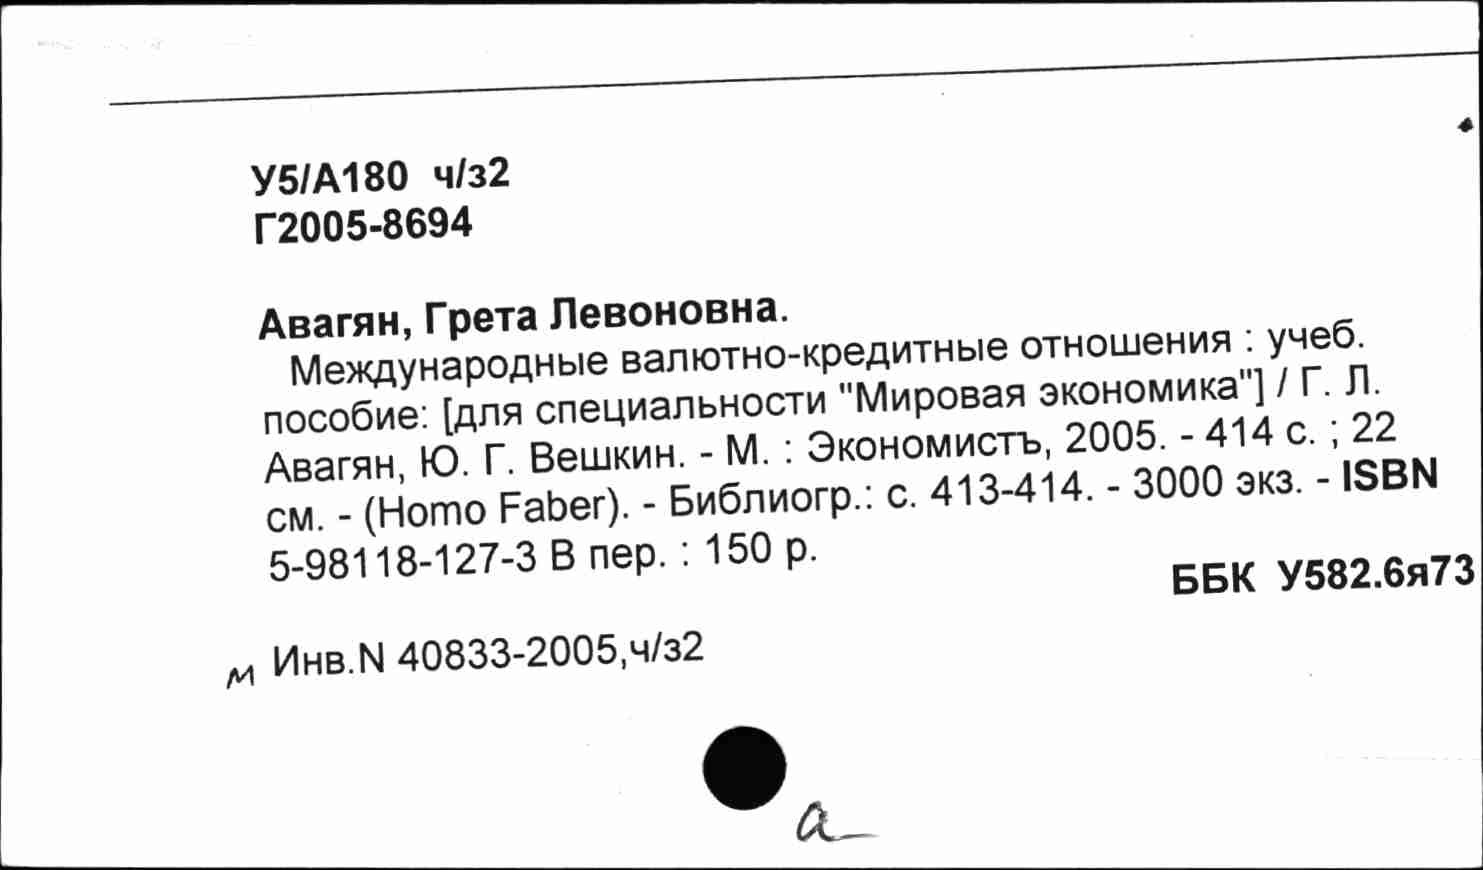 У5/А180 ч/з2
Г2005-8694
Авагян, Грета Левоновна.
Международные валютно-кредитные отношения : учеб.
пособие: [для специальности "Мировая экономика"] / Г. Л.
Авагян, Ю. Г. Вешкин. - М. : Экономистъ, 2005. - 414 с. ; 22
см. - (Homo Faber). - Библиогр.: с. 413-414. - 3000 экз. - ISBN
5-98118-127-3 В пер. : 150 р.
ББК У582.6я73
м Инв.N 40833-2005,ч/з2
а